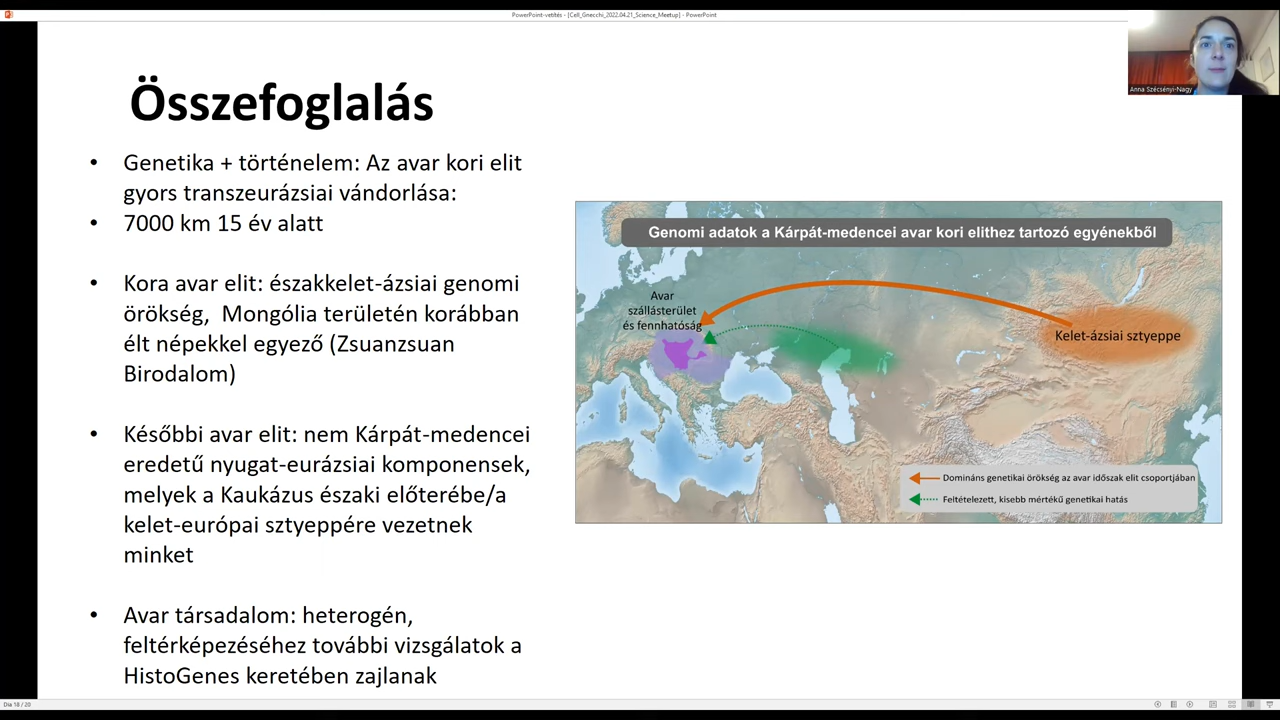 PowerPoint-vetítés - [Cell_Gnecchi_2022.04.21_Science_Meetup] - PowerPoint
Anna Szécsényi-Nagy
Összefoglalás
• Genetika + történelem: Az avar kori elit
gyors transzeurázsiai vándorlása:
• 7000 km 15 év alatt
• Kora avar elit: északkelet-ázsiai genomi
örökség, Mongólia területén korábban
élt népekkel egyező (Zsuanzsuan
Birodalom)
• Későbbi avar elit: nem Kárpát-medencei
eredetű nyugat-eurázsiai komponensek,
melyek a Kaukázus északi előterébe/a
kelet-európai sztyeppére vezetnek
minket
• Avar társadalom: heterogén,
feltérképezéséhez további vizsgálatok a
HistoGenes keretében zajlanak
Genomi adatok a Kárpát-medencei avar kori elithez tartozó egyénekből
Avar
szállásterület
és fennhatóság
Kelet-ázsiai sztyeppe
Domináns genetikai örökség az avar időszak elit csoportjában
Feltételezett, kisebb mértékű genetikai hatás
Dia 18 / 20